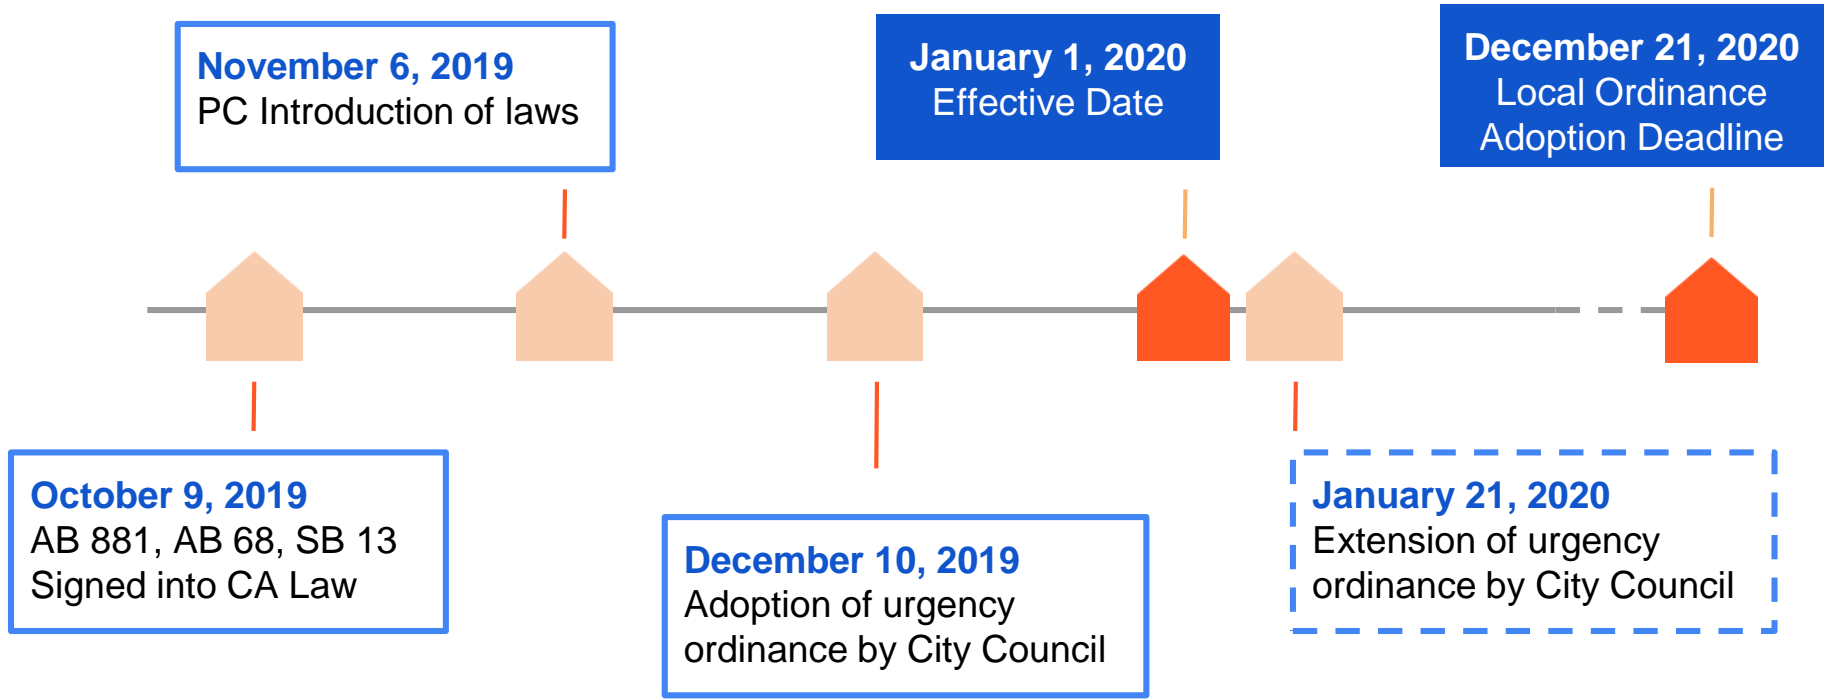 November 6, 2019
PC Introduction of laws
January 1, 2020
Effective Date
December 21, 2020
Local Ordinance
Adoption Deadline
October 9, 2019
AB 881, AB 68, SB 13
Signed into CA Law
December 10, 2019
Adoption of urgency
ordinance by City Council
January 21, 2020
Extension of urgency
ordinance by City Council